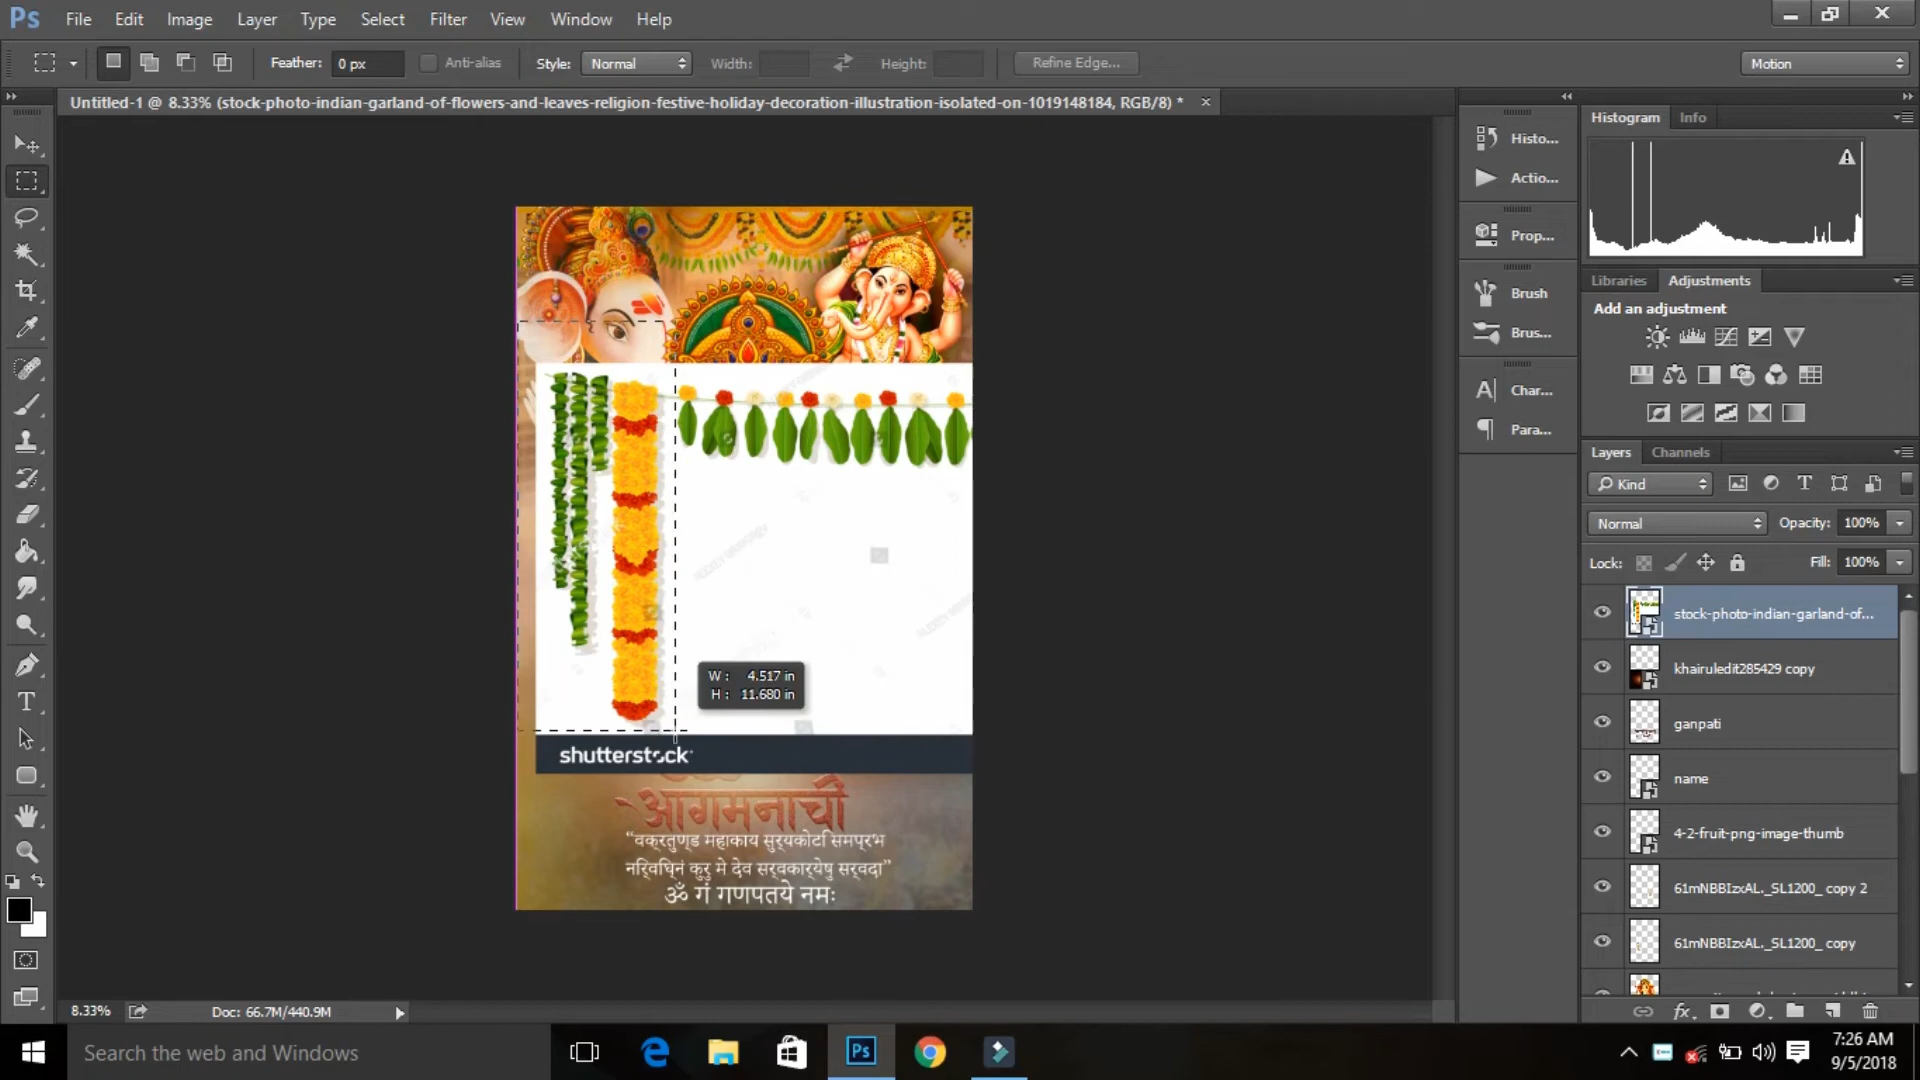 Ps File Edit Image Layer Type Select Filter View Window Help
Feather: 0 px Anti-alias Style: Normal Width: Height: Refine Edge... Motion
Untitled-1 @ 8.33% (stock-photo-indian-garland-of-flowers-and-leaves-religion-festive-holiday-decoration-illustration-isolated-on-1019148184, RGB/8) *
Histo...
Actio...
Prop...
Brush
Brus...
Char...
Para...
Histogram Info
Libraries Adjustments
Add an adjustment
Layers Channels
Kind
Normal Opacity: 100%
Lock: Fill: 100%
stock-photo-indian-garland-of...
khairuledit285429 copy
ganpati
name
4-2-fruit-png-image-thumb
61mNBBIzxAL._SL1200_ copy 2
61mNBBIzxAL._SL1200_ copy
W: 4.517 in
H: 11.680 in
shutterstock
आगमनाची
“वक्रतुण्ड महाकाय सुर्यकोटि समप्रभ
निर्विघ्नं कुरु मे देव सर्वकार्येषु सर्वदा”
ॐ गं गणपतये नमः
8.33% Doc: 66.7M/440.9M
Search the web and Windows
Ps
7:26 AM
9/5/2018